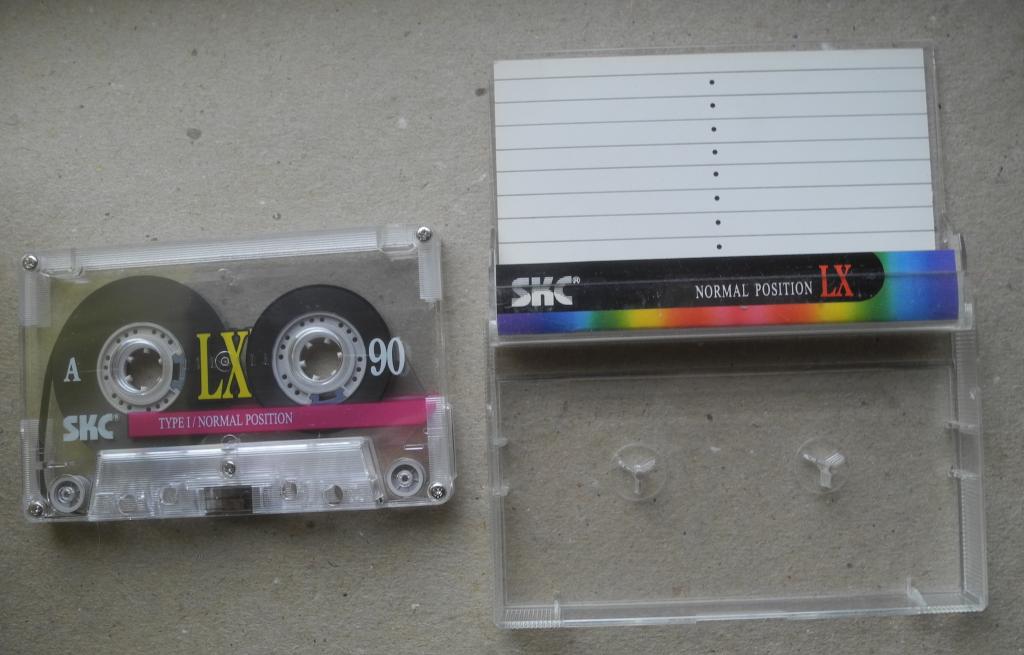 A
LX
90
SKC®
TYPE I / NORMAL POSITION
SKC®
NORMAL POSITION LX